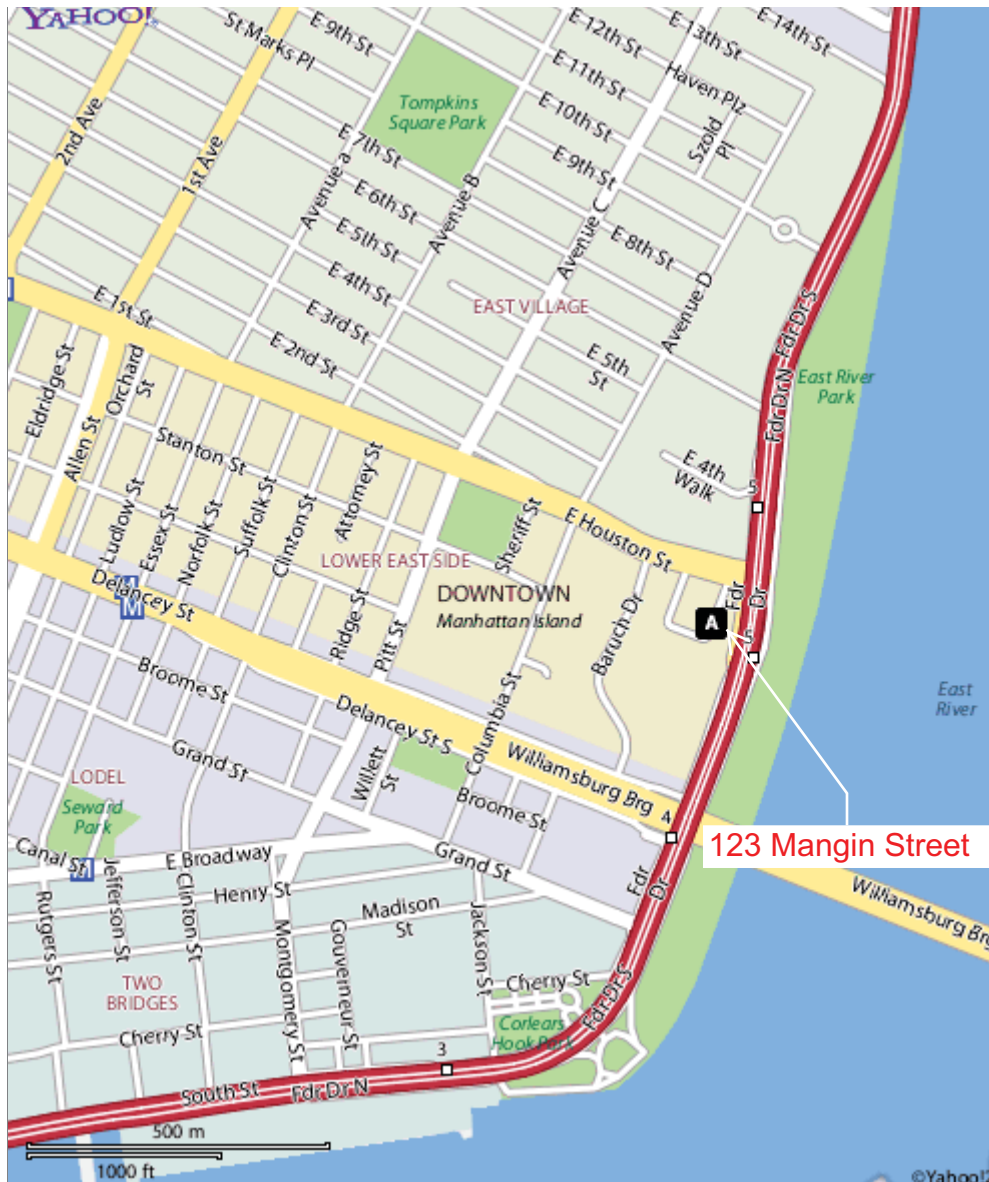 YAHOO!
E 9th St
St Marks Pl
E 12th St
E 13th St
E 14th St
E 11th St
Haven Plz
E 10th St
Szold
Pl
2nd Ave
1st Ave
Tompkins
Square Park
E 7th St
E 9th St
Avenue a
E 6th St
Avenue B
E 5th St
Avenue C
E 8th St
E 4th St
Avenue D
E 1st St
E 3rd St
EAST VILLAGE
E 2nd St
E 5th
St
Fdr Dr S
Fdr Dr N
East River
Park
Eldridge St
Orchard
St
Allen St
Stanton St
Attorney St
E 4th
Walk
5
Ludlow St
Essex St
Norfolk St
Suffolk St
Clinton St
Sheriff St
E Houston St
LOWER EAST SIDE
DOWNTOWN
Manhattan Island
M
M
Delancey St
Ridge St
Pitt St
Baruch Dr
A
Fdr
Dr
5
Broome St
Delancey St S
Columbia St
East
River
Grand St
Willett
St
Williamsburg Brg
LODEL
Seward
Park
Broome St
4
123 Mangin Street
Canal St
M
E Broadway
Grand St
Fdr
Dr
Williamsburg Brg
Jefferson St
Henry St
Rutgers St
E Clinton St
Madison
St
Jackson St
Montgomery St
Gouverneur St
TWO
BRIDGES
Cherry St
Fdr Dr S
Cherry St
Corlears
Hook Park
3
South St
Fdr Dr N
500 m
1000 ft
©Yahoo!2